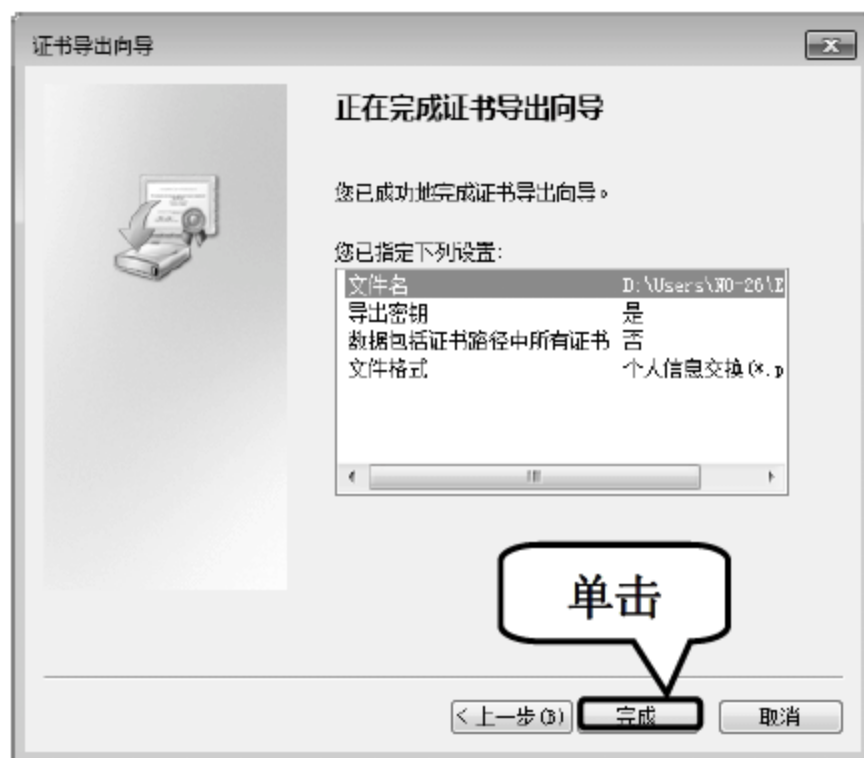 证书导出向导
正在完成证书导出向导
您已成功地完成证书导出向导。
您已指定下列设置:
文件名 D:\Users\NO-26\E
导出密钥 是
数据包括证书路径中所有证书 否
文件格式 个人信息交换(*.p
单击
<上一步(B) 完成 取消